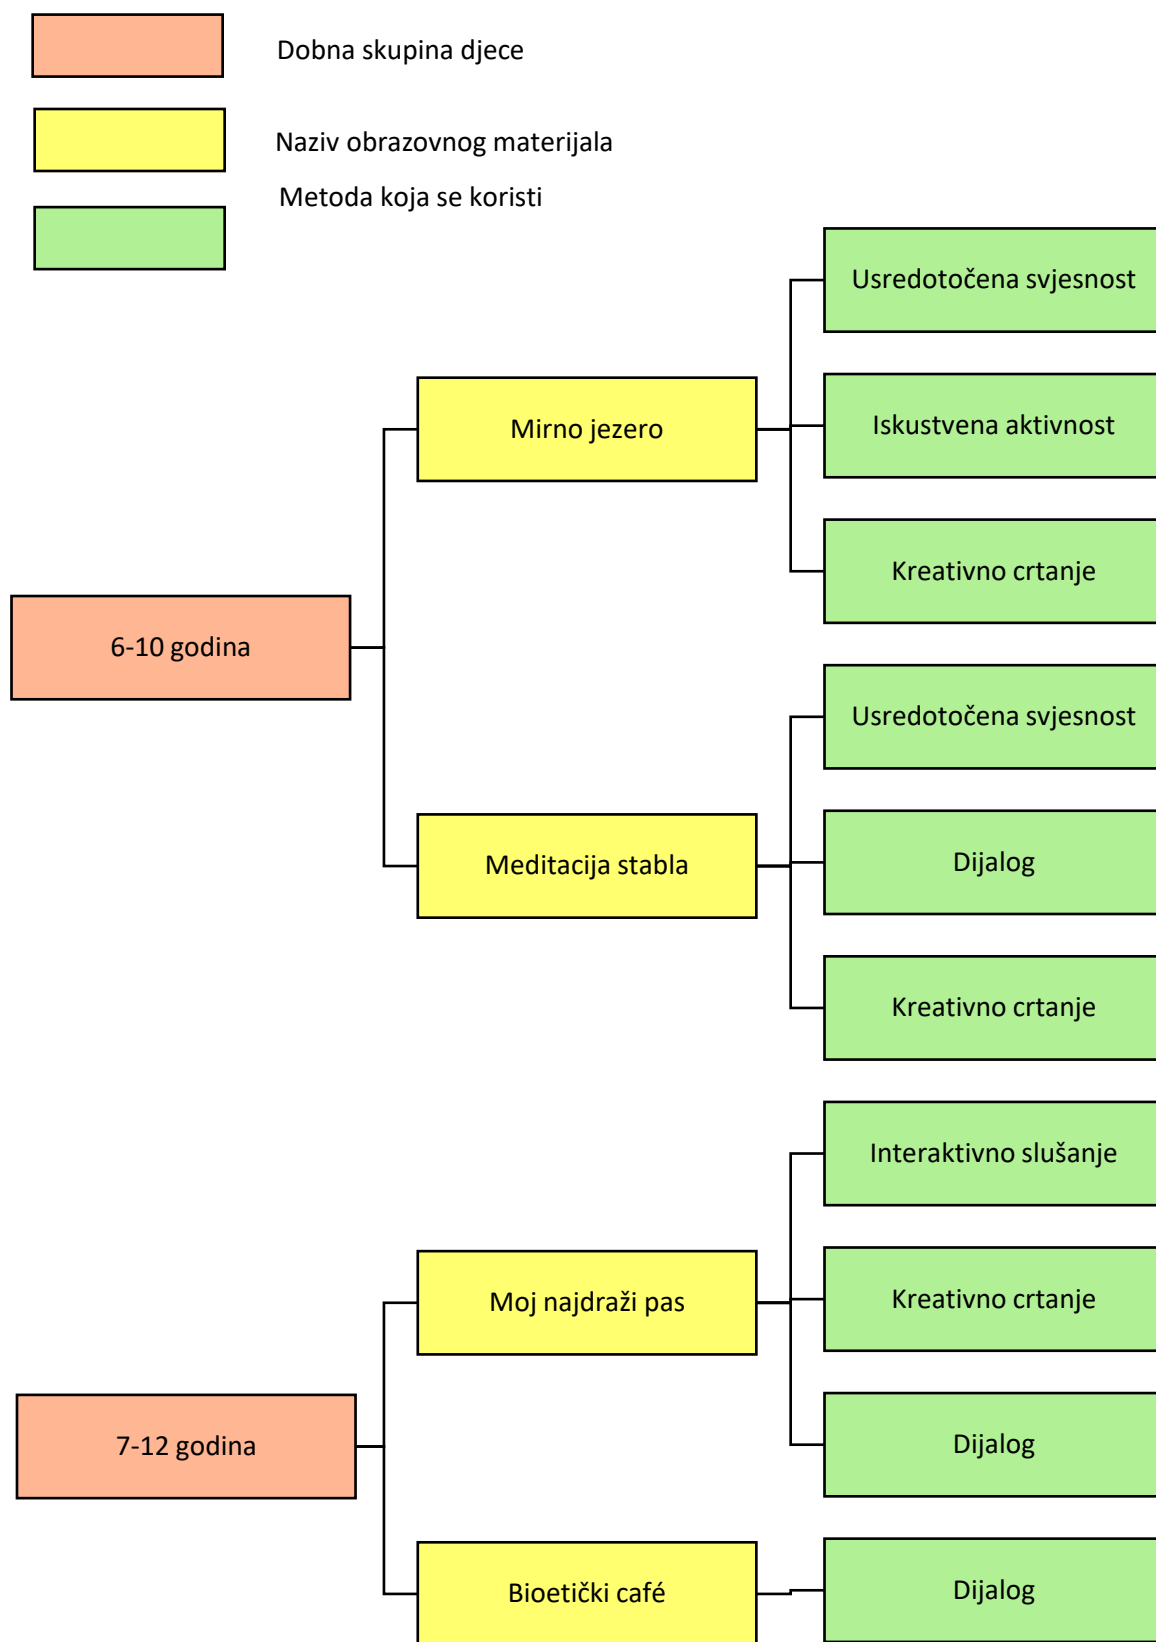 Dobna skupina djece
Naziv obrazovnog materijala
Metoda koja se koristi
Usredotočena svjesnost
Mirno jezero
Iskustvena aktivnost
Kreativno crtanje
6-10 godina
Usredotočena svjesnost
Meditacija stabla
Dijalog
Kreativno crtanje
Interaktivno slušanje
Moj najdraži pas
Kreativno crtanje
7-12 godina
Dijalog
Bioetički café
Dijalog